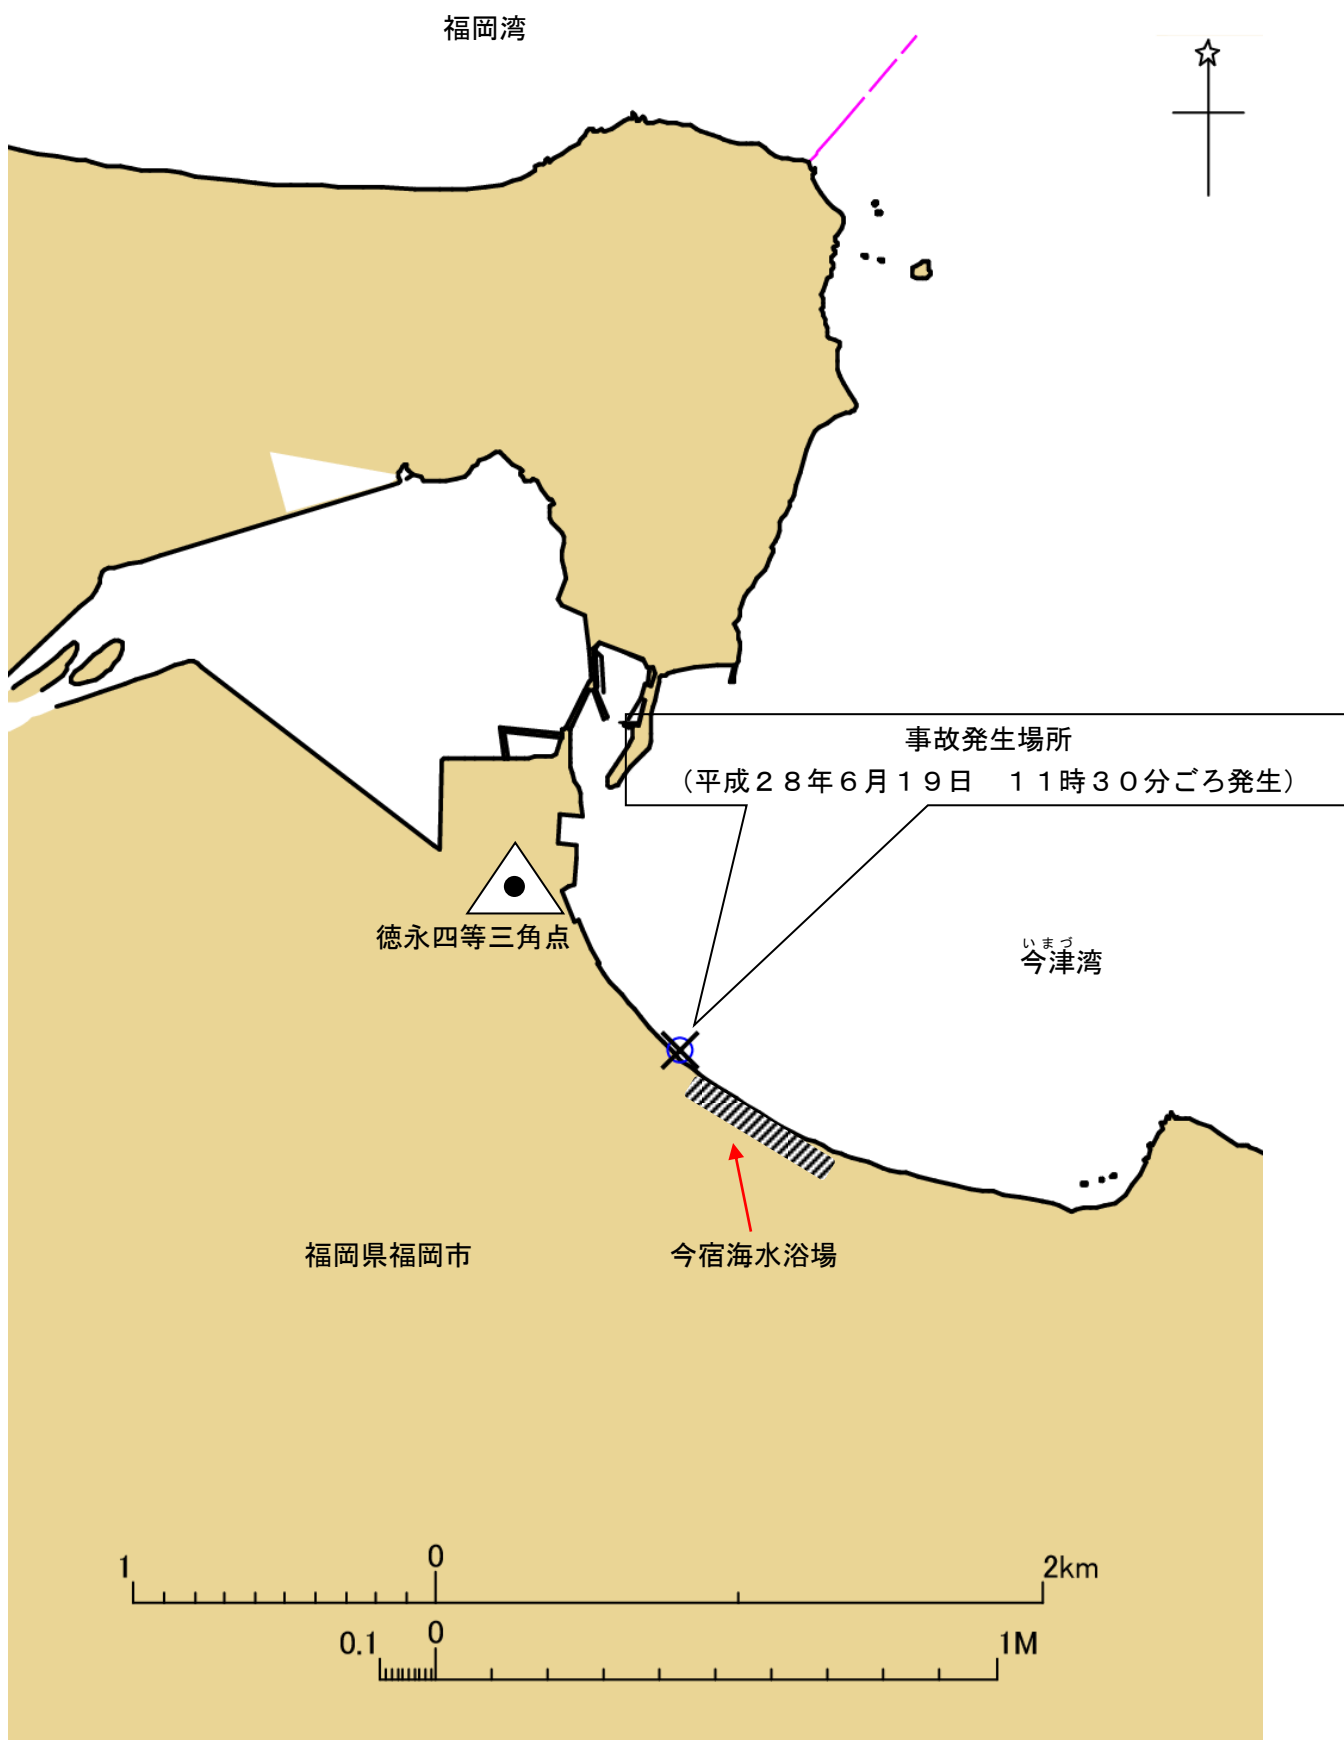 福岡湾
事故発生場所
(平成２８年６月１９日　１１時３０分ごろ発生)
徳永四等三角点
いまづ
今津湾
福岡県福岡市
今宿海水浴場
1 0 2km
0.1 0 1M